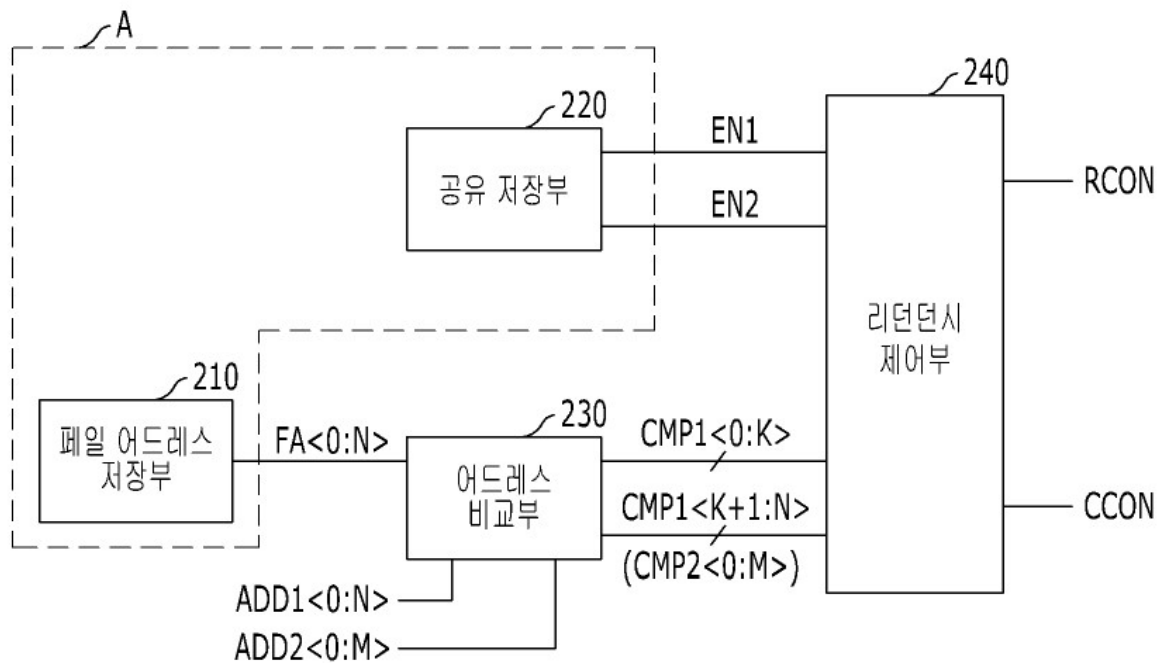 A
240
220
EN1
공유 저장부
RCON
EN2
리던던시
제어부
210
230
페일 어드레스
저장부
FA<0:N>
CMP1<0:K>
어드레스
비교부
CMP1<K+1:N>
CCON
(CMP2<0:M>)
ADD1<0:N>
ADD2<0:M>